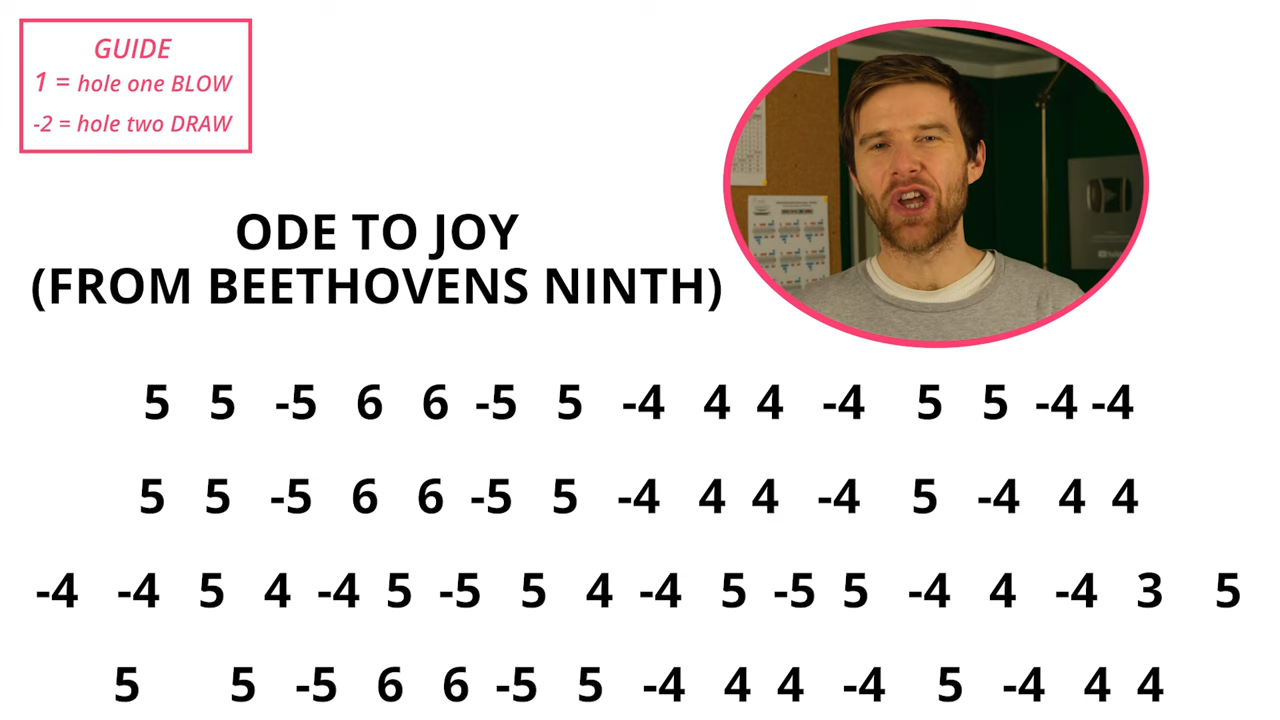 GUIDE
1 = hole one BLOW
-2 = hole two DRAW
ODE TO JOY
(FROM BEETHOVENS NINTH)
5 5 -5 6 6 -5 5 -4 4 4 -4 5 5 -4 -4
5 5 -5 6 6 -5 5 -4 4 4 -4 5 -4 4 4
-4 -4 5 4 -4 5 -5 5 4 -4 5 -5 5 -4 4 -4 3 5
5 5 -5 6 6 -5 5 -4 4 4 -4 5 -4 4 4